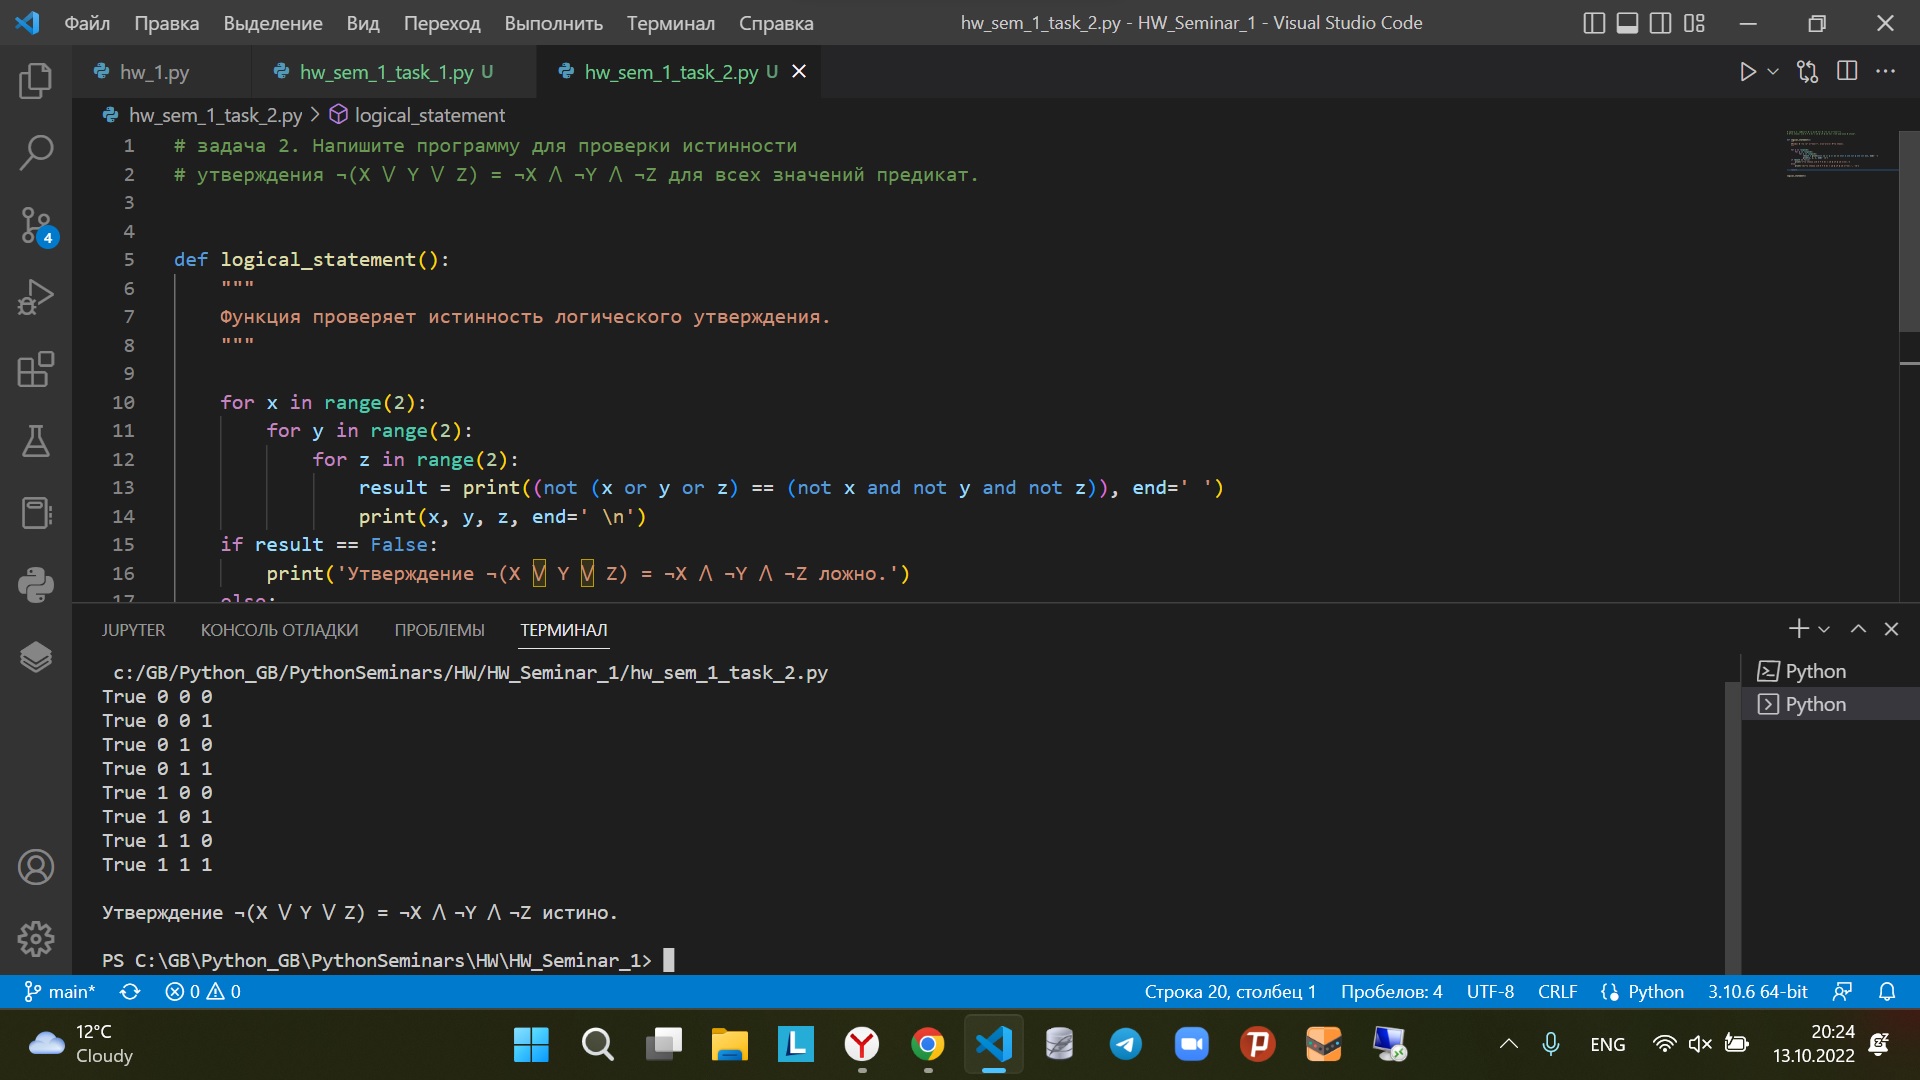 Файл Правка Выделение Вид Переход Выполнить Терминал Справка hw_sem_1_task_2.py - HW_Seminar_1 - Visual Studio Code
hw_1.py hw_sem_1_task_1.py U hw_sem_1_task_2.py U
hw_sem_1_task_2.py > logical_statement
4
1 # задача 2. Напишите программу для проверки истинности
2 # утверждения ¬(X ⋁ Y ⋁ Z) = ¬X ⋀ ¬Y ⋀ ¬Z для всех значений предикат.
3
4
5 def logical_statement():
6 """
7 Функция проверяет истинность логического утверждения.
8 """
9
10 for x in range(2):
11 for y in range(2):
12 for z in range(2):
13 result = print((not (x or y or z) == (not x and not y and not z)), end=' ')
14 print(x, y, z, end=' \n')
15 if result == False:
16 print('Утверждение ¬(X ⋁ Y ⋁ Z) = ¬X ⋀ ¬Y ⋀ ¬Z ложно.')
17 else:
JUPYTER КОНСОЛЬ ОТЛАДКИ ПРОБЛЕМЫ ТЕРМИНАЛ
c:/GB/Python_GB/PythonSeminars/HW/HW_Seminar_1/hw_sem_1_task_2.py
True 0 0 0
True 0 0 1
True 0 1 0
True 0 1 1
True 1 0 0
True 1 0 1
True 1 1 0
True 1 1 1
Утверждение ¬(X ⋁ Y ⋁ Z) = ¬X ⋀ ¬Y ⋀ ¬Z истино.
PS C:\GB\Python_GB\PythonSeminars\HW\HW_Seminar_1>
Python
Python
main* 0 0 Строка 20, столбец 1 Пробелов: 4 UTF-8 CRLF Python 3.10.6 64-bit
12°C
Cloudy
ENG
20:24
13.10.2022